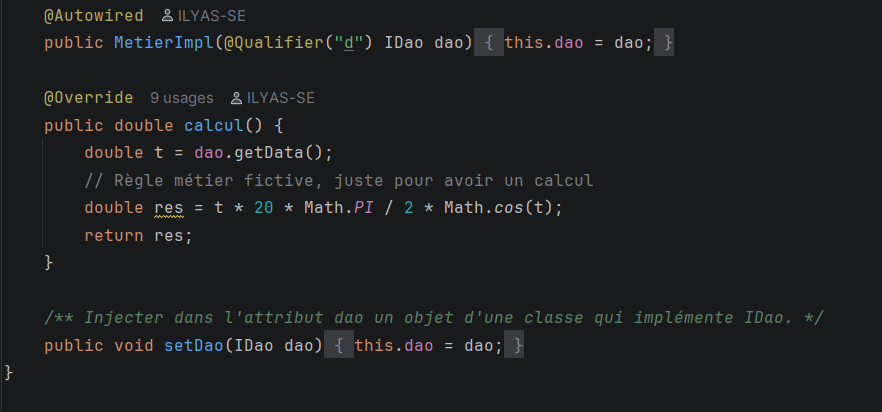 @Autowired ILYAS-SE
public MetierImpl(@Qualifier("d") IDao dao) { this.dao = dao; }
@Override 9 usages ILYAS-SE
public double calcul() {
double t = dao.getData();
// Règle métier fictive, juste pour avoir un calcul
double res = t * 20 * Math.PI / 2 * Math.cos(t);
return res;
}
/** Injecter dans l'attribut dao un objet d'une classe qui implémente IDao. */
public void setDao(IDao dao) { this.dao = dao; }
}